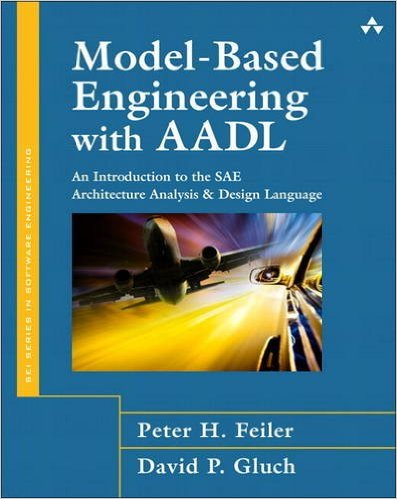 Model-Based
Engineering
with AADL
An Introduction to the SAE
Architecture Analysis & Design Language
SEI SERIES IN SOFTWARE ENGINEERING
Peter H. Feiler
David P. Gluch